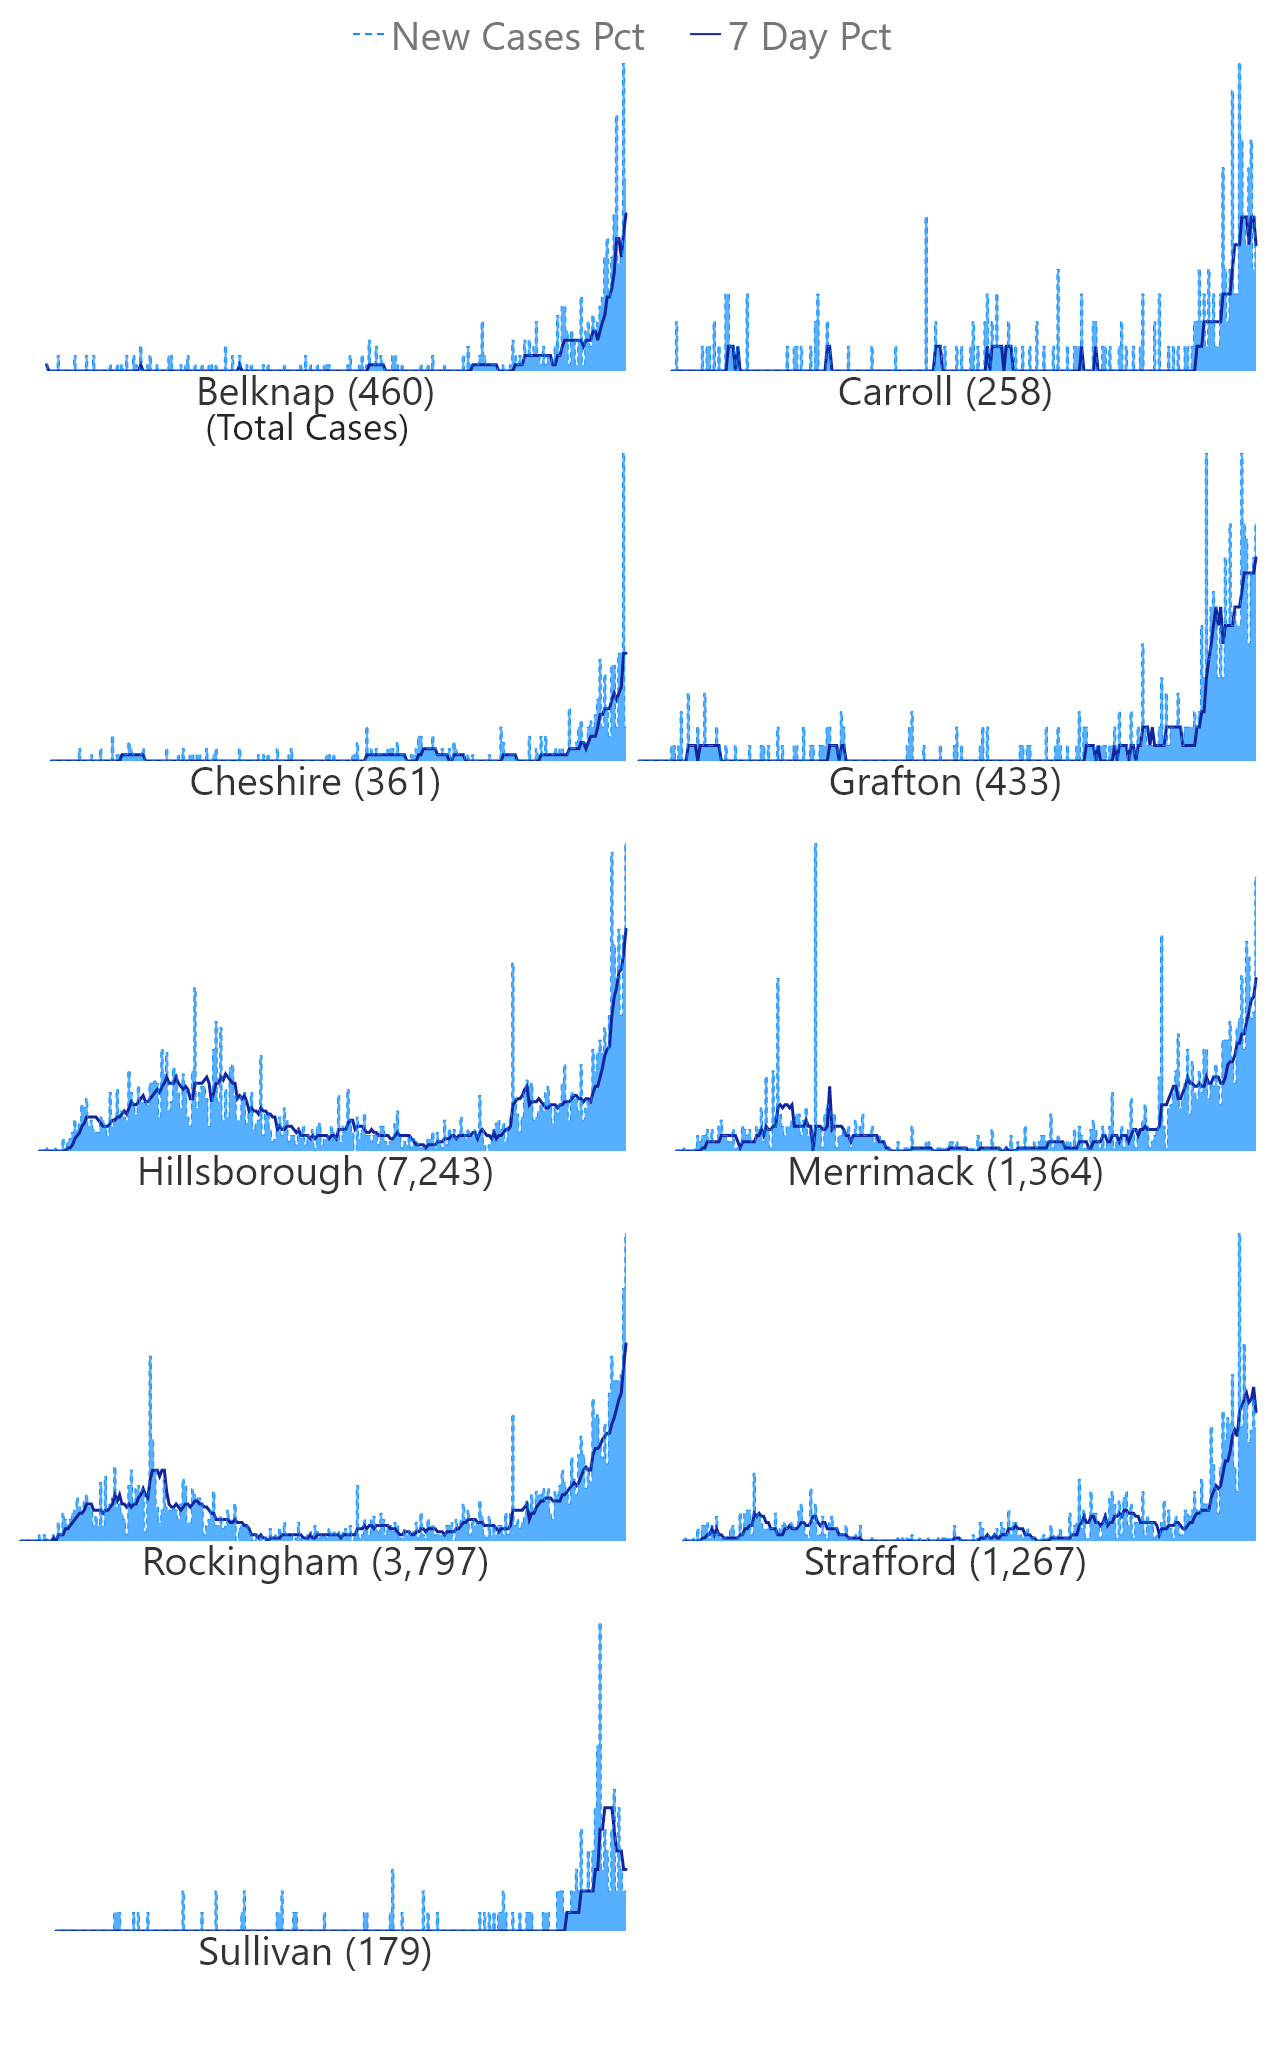 New Cases Pct 7 Day Pct
Belknap (460) Carroll (258)
(Total Cases)
Cheshire (361) Grafton (433)
Hillsborough (7,243) Merrimack (1,364)
Rockingham (3,797) Strafford (1,267)
Sullivan (179)